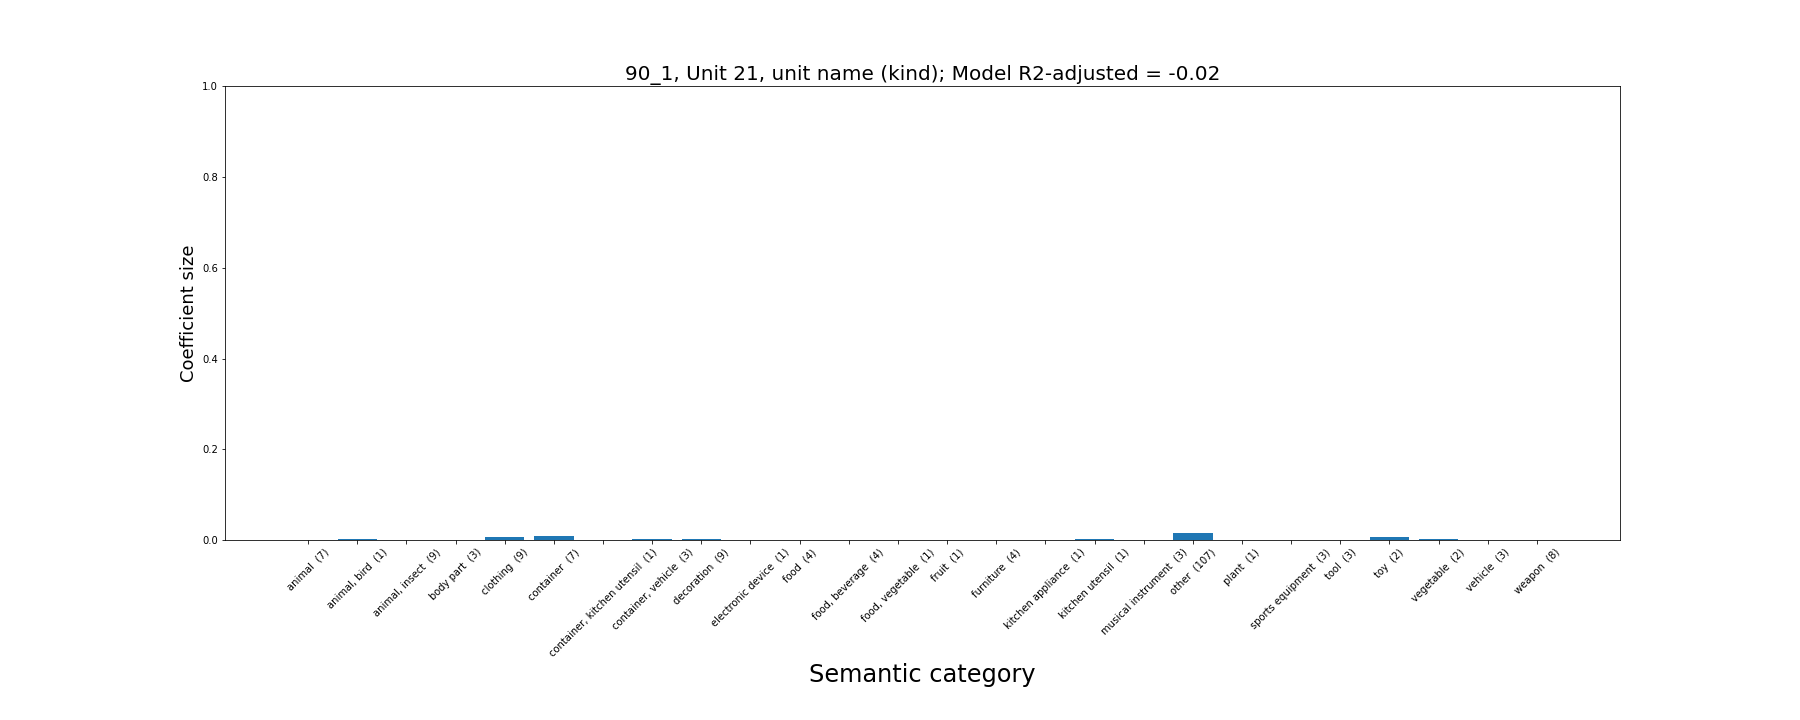 90_1, Unit 21, unit name (kind); Model R2-adjusted = -0.02
1.0
0.8
0.6
0.4
0.2
0.0
Coefficient size
animal (7)
animal, bird (1)
animal, insect (9)
body part (3)
clothing (9)
container (7)
container, kitchen utensil (1)
container, vehicle (3)
decoration (9)
electronic device (1)
food (4)
food, beverage (4)
food, vegetable (1)
fruit (1)
furniture (4)
kitchen appliance (1)
kitchen utensil (1)
musical instrument (3)
other (107)
plant (1)
sports equipment (3)
tool (3)
toy (2)
vegetable (2)
vehicle (3)
weapon (8)
Semantic category